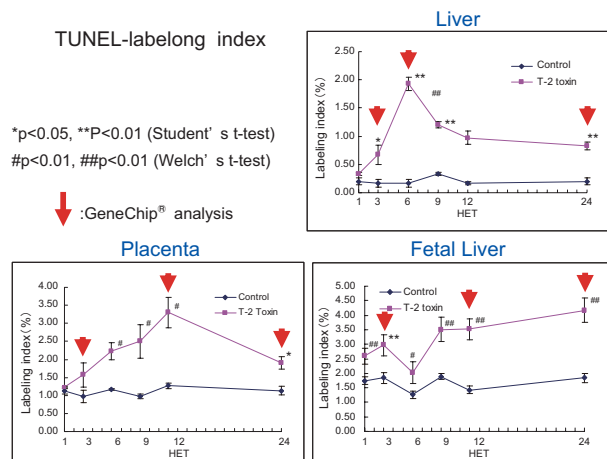 TUNEL-labelong index
*p<0.05, **P<0.01 (Student' s t-test)
#p<0.01, ##p<0.01 (Welch' s t-test)
:GeneChip® analysis
Liver
Labeling index (%)
2.50
2.00
1.50
1.00
0.50
0.00
Control
T-2 toxin
*
**
##
**
**
1 3 6 9 12 24
HET
Placenta
Labeling index (%)
4.00
3.50
3.00
2.50
2.00
1.50
1.00
0.50
0.00
Control
T-2 Toxin
#
#
#
*
1 3 6 9 12 24
HET
Fetal Liver
Labeling index (%)
5.00
4.50
4.00
3.50
3.00
2.50
2.00
1.50
1.00
0.50
0.00
Control
T-2 toxin
##
**
#
##
##
##
1 3 6 9 12 24
HET